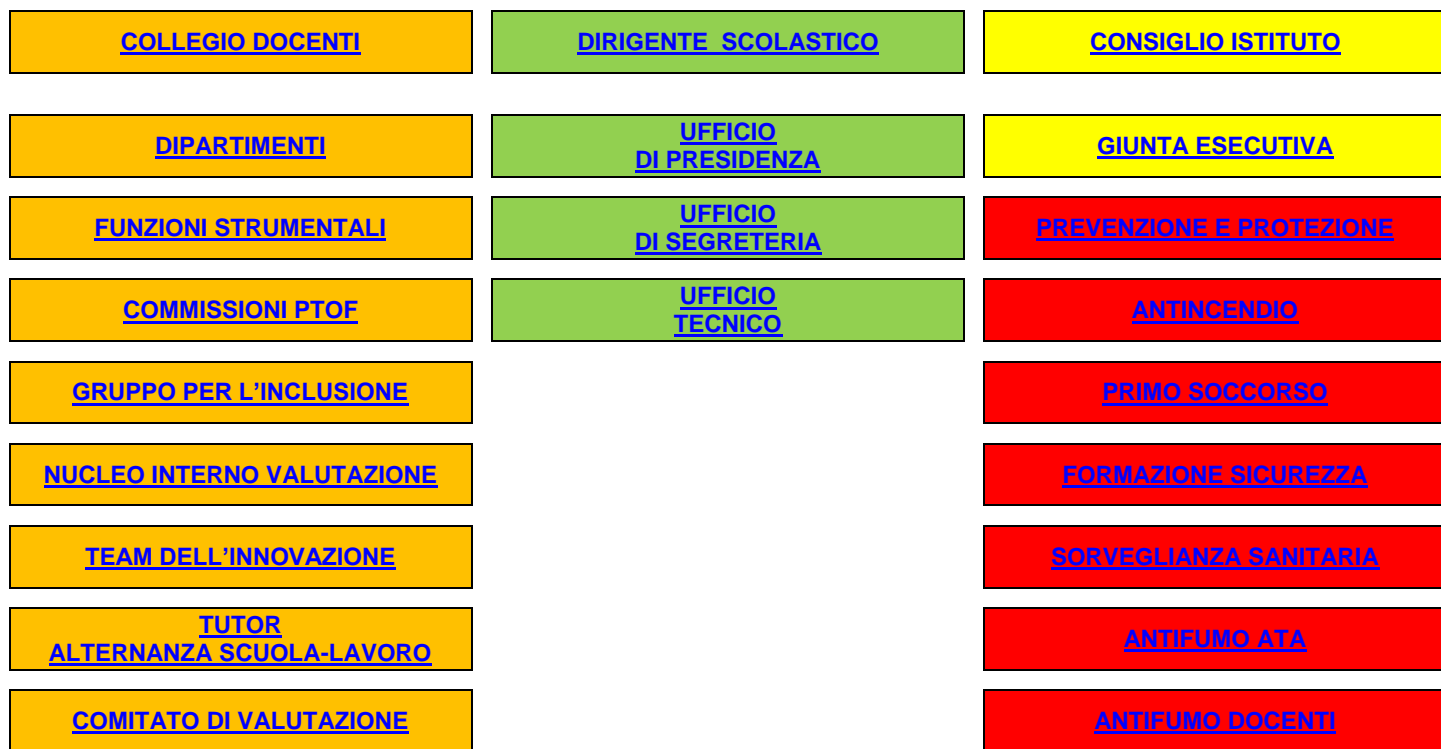 COLLEGIO DOCENTI
DIRIGENTE SCOLASTICO
CONSIGLIO ISTITUTO
DIPARTIMENTI
UFFICIO
DI PRESIDENZA
GIUNTA ESECUTIVA
FUNZIONI STRUMENTALI
UFFICIO
DI SEGRETERIA
PREVENZIONE E PROTEZIONE
COMMISSIONI PTOF
UFFICIO
TECNICO
ANTINCENDIO
GRUPPO PER L’INCLUSIONE
PRIMO SOCCORSO
NUCLEO INTERNO VALUTAZIONE
FORMAZIONE SICUREZZA
TEAM DELL’INNOVAZIONE
SORVEGLIANZA SANITARIA
TUTOR
ALTERNANZA SCUOLA-LAVORO
ANTIFUMO ATA
COMITATO DI VALUTAZIONE
ANTIFUMO DOCENTI